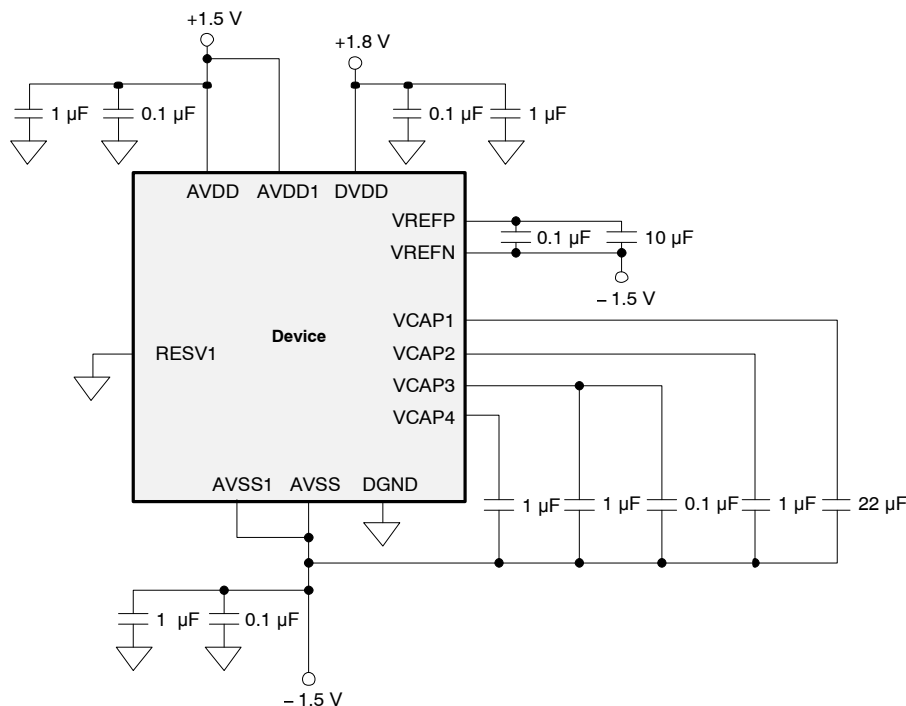 +1.5 V
+1.8 V
1 µF
0.1 µF
0.1 µF
1 µF
AVDD
AVDD1
DVDD
VREFP
0.1 µF
10 µF
VREFN
– 1.5 V
VCAP1
Device
RESV1
VCAP2
VCAP3
VCAP4
AVSS1
AVSS
DGND
1 µF
1 µF
0.1 µF
1 µF
22 µF
1 µF
0.1 µF
– 1.5 V